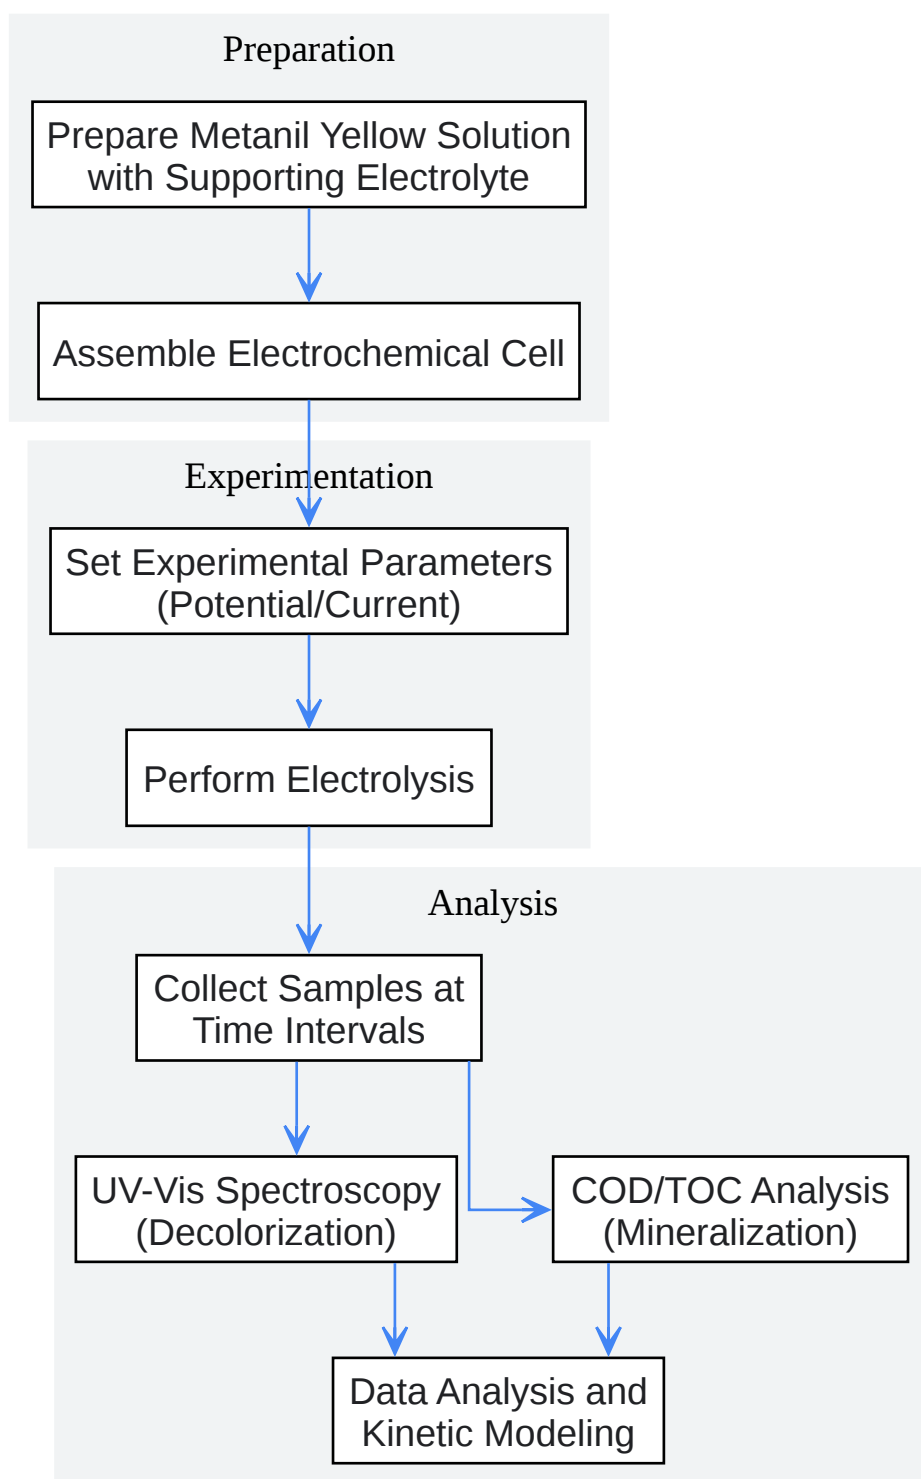 Preparation
Prepare Metanil Yellow Solution
with Supporting Electrolyte
Assemble Electrochemical Cell
Experimentation
Set Experimental Parameters
(Potential/Current)
Perform Electrolysis
Analysis
Collect Samples at
Time Intervals
UV-Vis Spectroscopy
(Decolorization)
COD/TOC Analysis
(Mineralization)
Data Analysis and
Kinetic Modeling